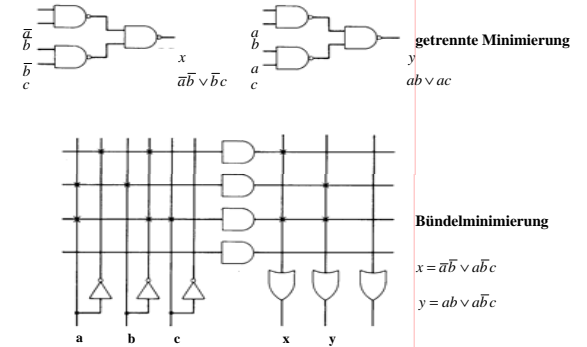 a̅
b̅
b̅
c
x
a̅b̅ ∨ b̅c
a
b
a
c
y
ab ∨ ac
getrennte Minimierung
Bündelminimierung
x = a̅b̅ ∨ ab̅c
y = ab ∨ ab̅c
a b c x y